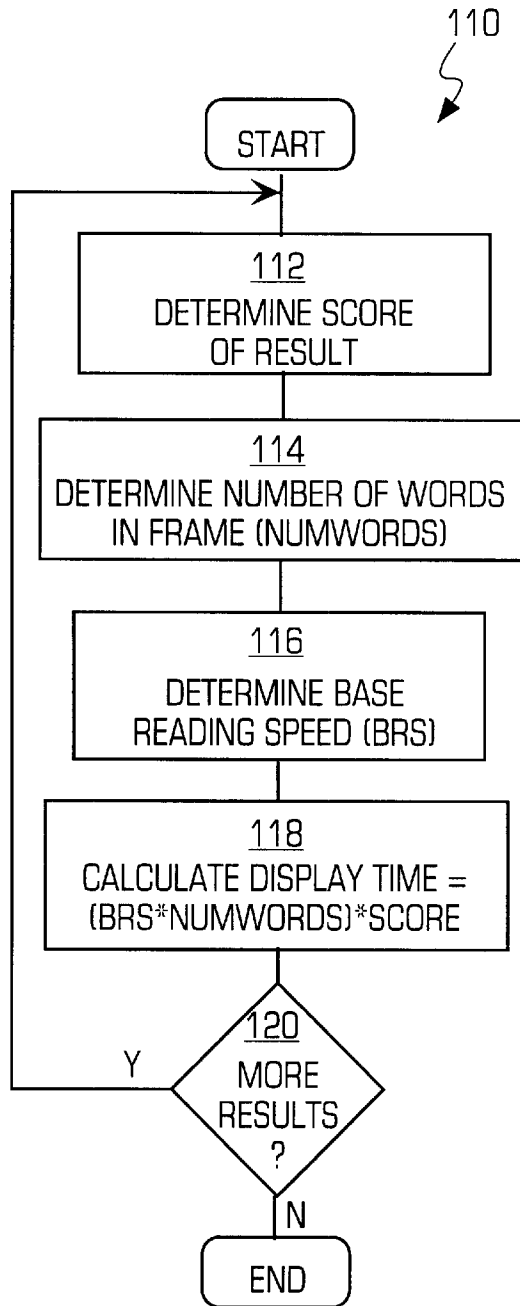 110
START
112
DETERMINE SCORE
OF RESULT
114
DETERMINE NUMBER OF WORDS
IN FRAME (NUMWORDS)
116
DETERMINE BASE
READING SPEED (BRS)
118
CALCULATE DISPLAY TIME =
(BRS*NUMWORDS)*SCORE
120
MORE
RESULTS
?
Y
N
END